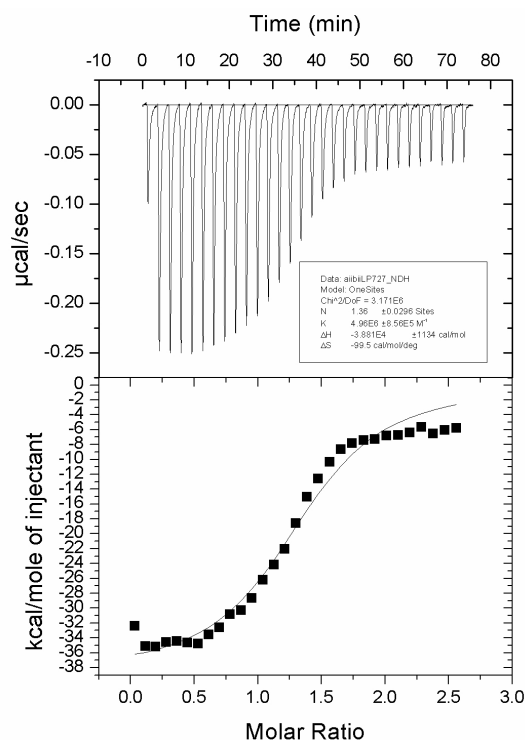 Time (min)
-10 0 10 20 30 40 50 60 70 80
0.00
-0.05
-0.10
-0.15
-0.20
-0.25
µcal/sec
Data: aiibiiLP727_NDH
Model: OneSites
Chi^2/DoF = 3.171E6
N 1.36 ±0.0296 Sites
K 4.96E6 ±8.56E5 M⁻¹
ΔH -3.881E4 ±1134 cal/mol
ΔS -99.5 cal/mol/deg
0
-2
-4
-6
-8
-10
-12
-14
-16
-18
-20
-22
-24
-26
-28
-30
-32
-34
-36
-38
kcal/mole of injectant
0.0 0.5 1.0 1.5 2.0 2.5 3.0
Molar Ratio